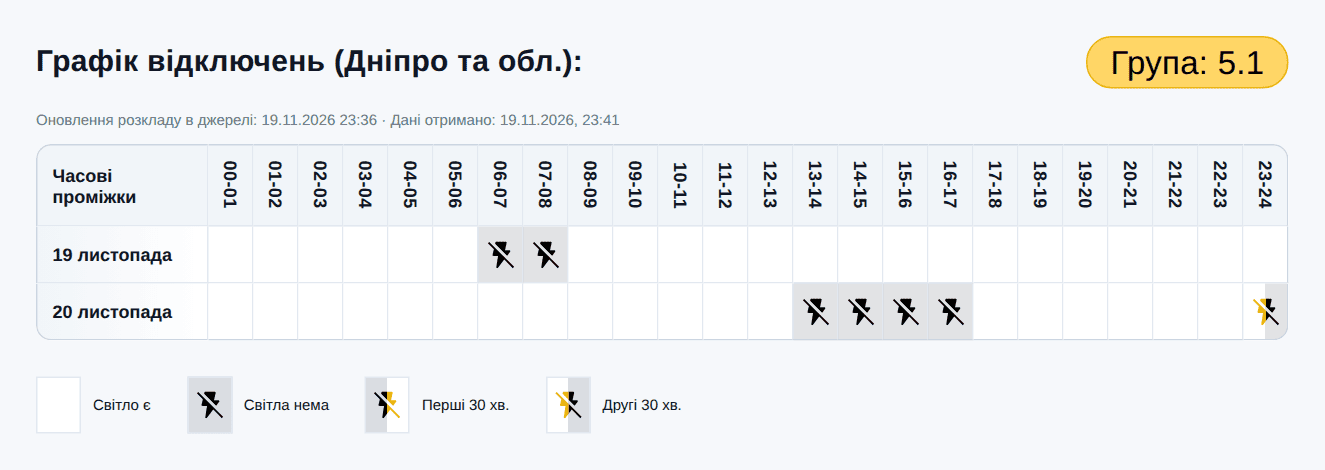 Графік відключень (Дніпро та обл.):
Група: 5.1
Оновлення розкладу в джерелі: 19.11.2026 23:36 · Дані отримано: 19.11.2026, 23:41
Часові
проміжки
00-01
01-02
02-03
03-04
04-05
05-06
06-07
07-08
08-09
09-10
10-11
11-12
12-13
13-14
14-15
15-16
16-17
17-18
18-19
19-20
20-21
21-22
22-23
23-24
19 листопада
20 листопада
Світло є
Світла нема
Перші 30 хв.
Другі 30 хв.